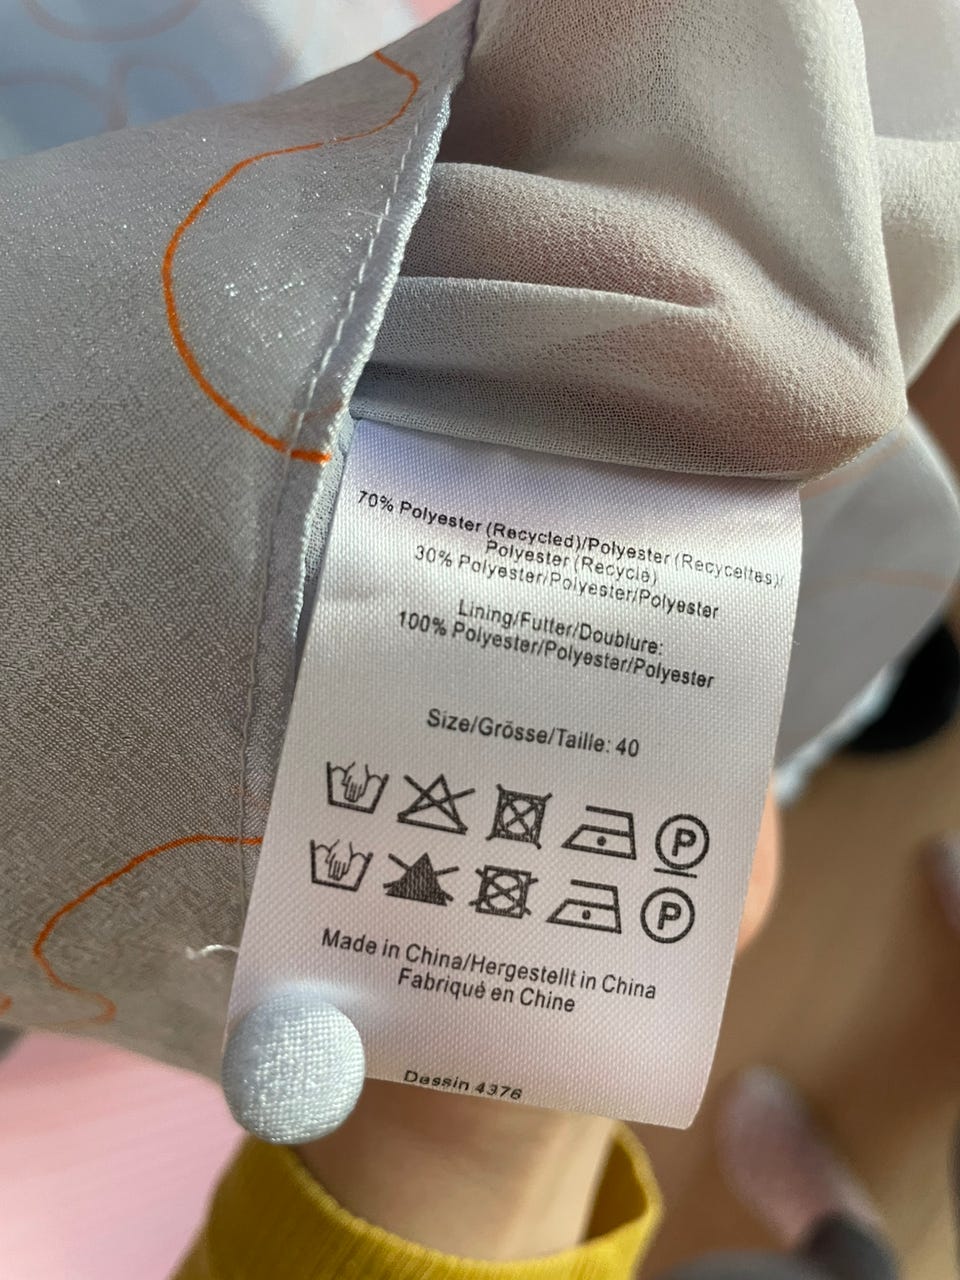 70% Polyester (Recycled)/Polyester (Recyceltes)/
Polyester (Recyclé)
30% Polyester/Polyester/Polyester
Lining/Futter/Doublure:
100% Polyester/Polyester/Polyester
Size/Grösse/Taille: 40
P
P
Made in China/Hergestellt in China
Fabriqué en Chine
Dessin 4376